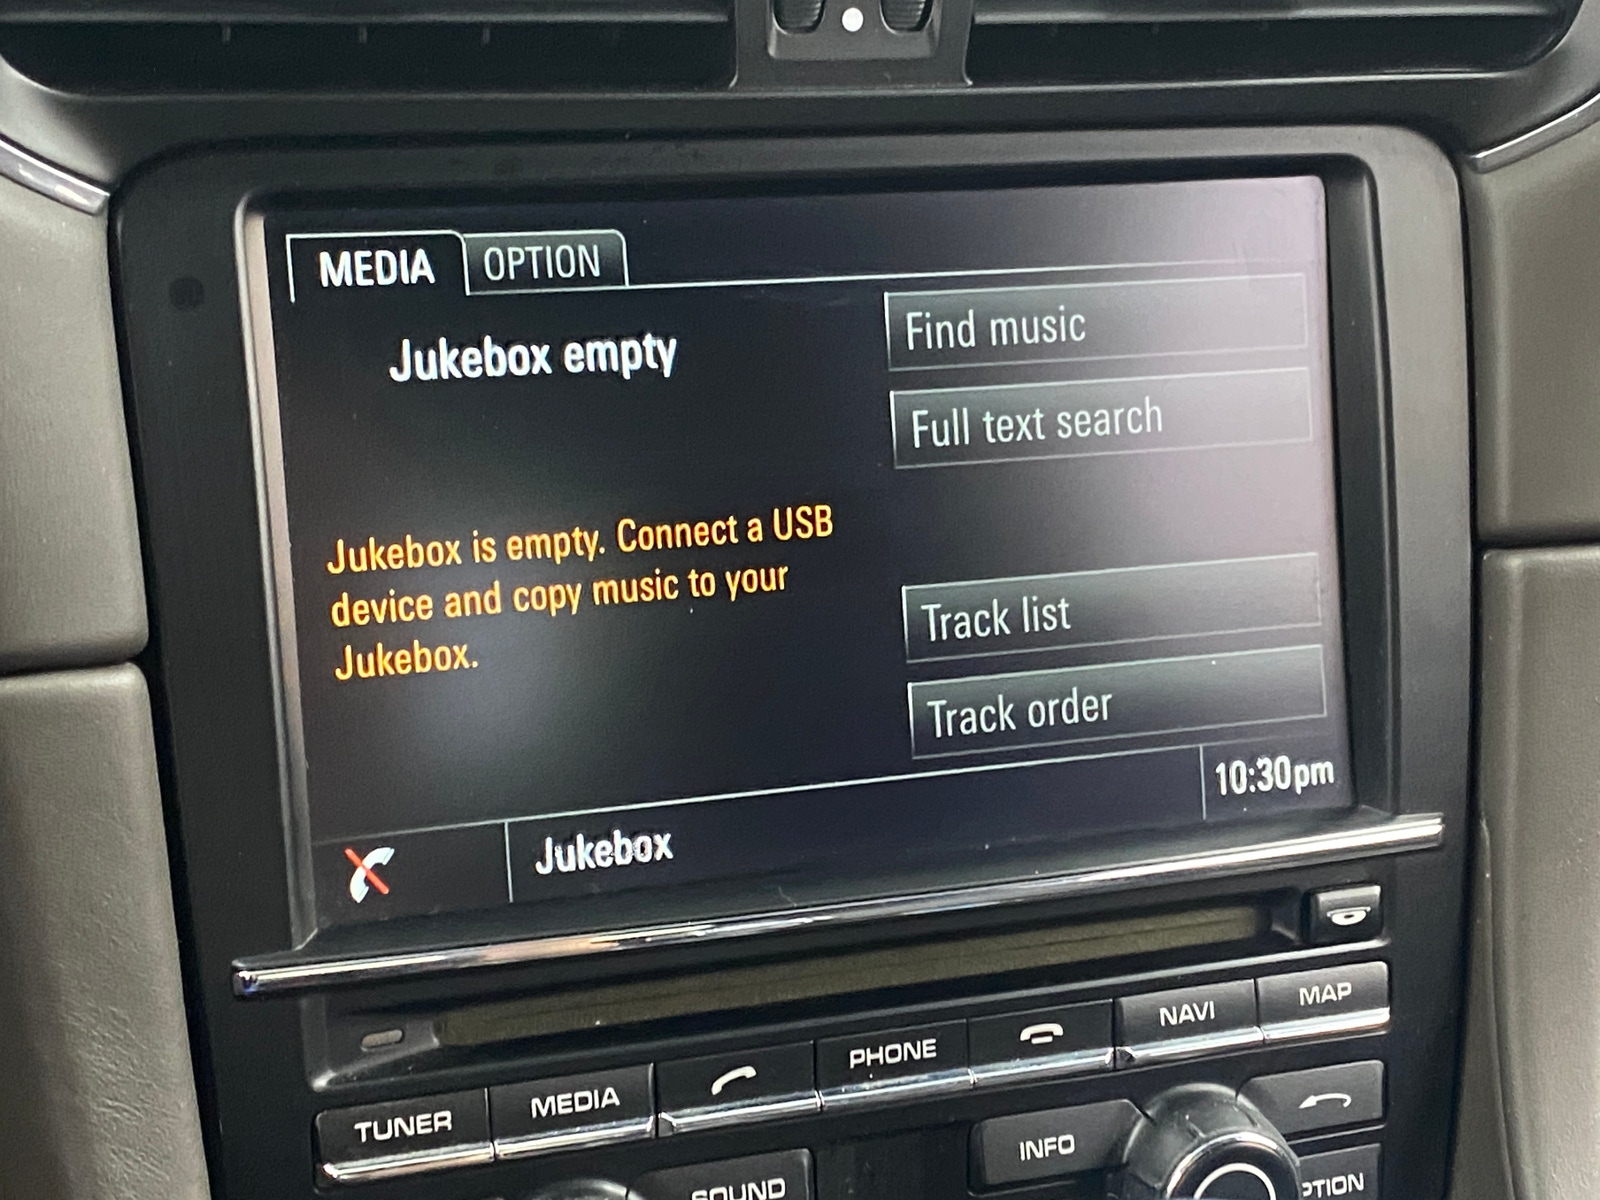 MEDIA
OPTION
Jukebox empty
Find music
Full text search
Jukebox is empty. Connect a USB
device and copy music to your
Jukebox.
Track list
Track order
10:30pm
Jukebox
TUNER
MEDIA
PHONE
NAVI
MAP
INFO
SOUND